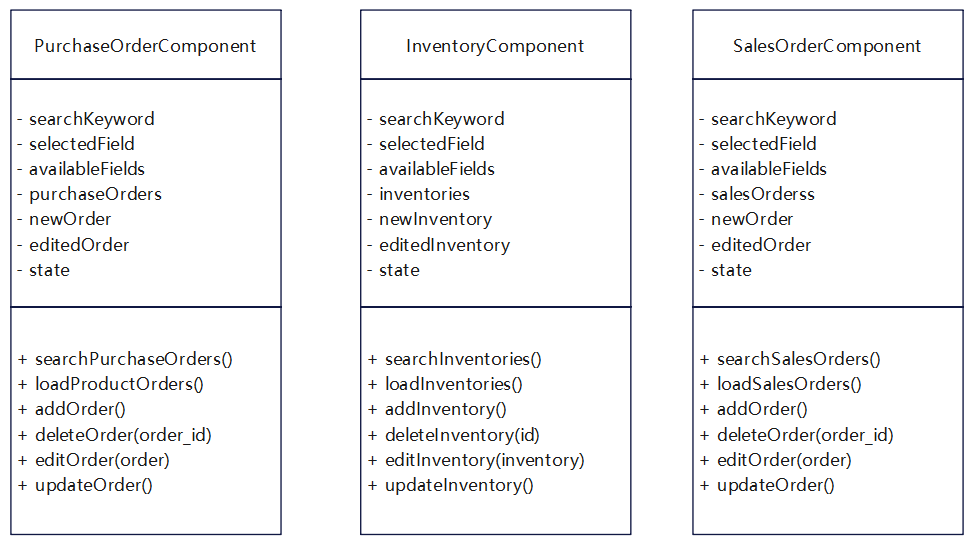 PurchaseOrderComponent
- searchKeyword
- selectedField
- availableFields
- purchaseOrders
- newOrder
- editedOrder
- state
+ searchPurchaseOrders()
+ loadProductOrders()
+ addOrder()
+ deleteOrder(order_id)
+ editOrder(order)
+ updateOrder()
InventoryComponent
- searchKeyword
- selectedField
- availableFields
- inventories
- newInventory
- editedInventory
- state
+ searchInventories()
+ loadInventories()
+ addInventory()
+ deleteInventory(id)
+ editInventory(inventory)
+ updateInventory()
SalesOrderComponent
- searchKeyword
- selectedField
- availableFields
- salesOrderss
- newOrder
- editedOrder
- state
+ searchSalesOrders()
+ loadSalesOrders()
+ addOrder()
+ deleteOrder(order_id)
+ editOrder(order)
+ updateOrder()